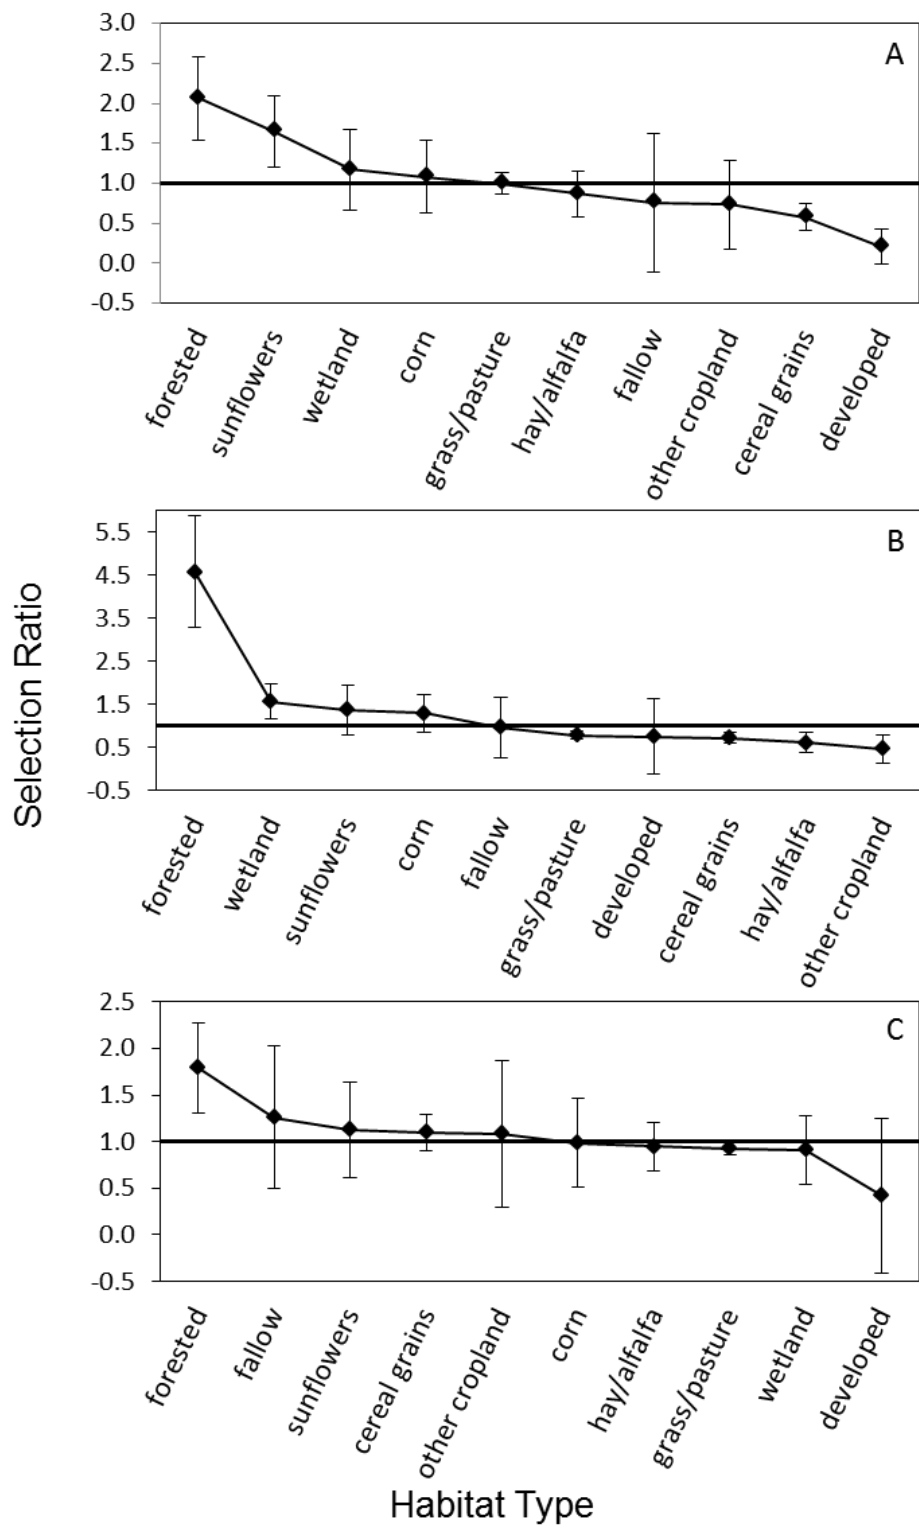 3.0
2.5
2.0
1.5
1.0
0.5
0.0
-0.5
A
forested
sunflowers
wetland
corn
grass/pasture
hay/alfalfa
fallow
other cropland
cereal grains
developed
Selection Ratio
5.5
4.5
3.5
2.5
1.5
0.5
-0.5
B
forested
wetland
sunflowers
corn
fallow
grass/pasture
developed
cereal grains
hay/alfalfa
other cropland
2.5
2.0
1.5
1.0
0.5
0.0
-0.5
C
forested
fallow
sunflowers
cereal grains
other cropland
corn
hay/alfalfa
grass/pasture
wetland
developed
Habitat Type